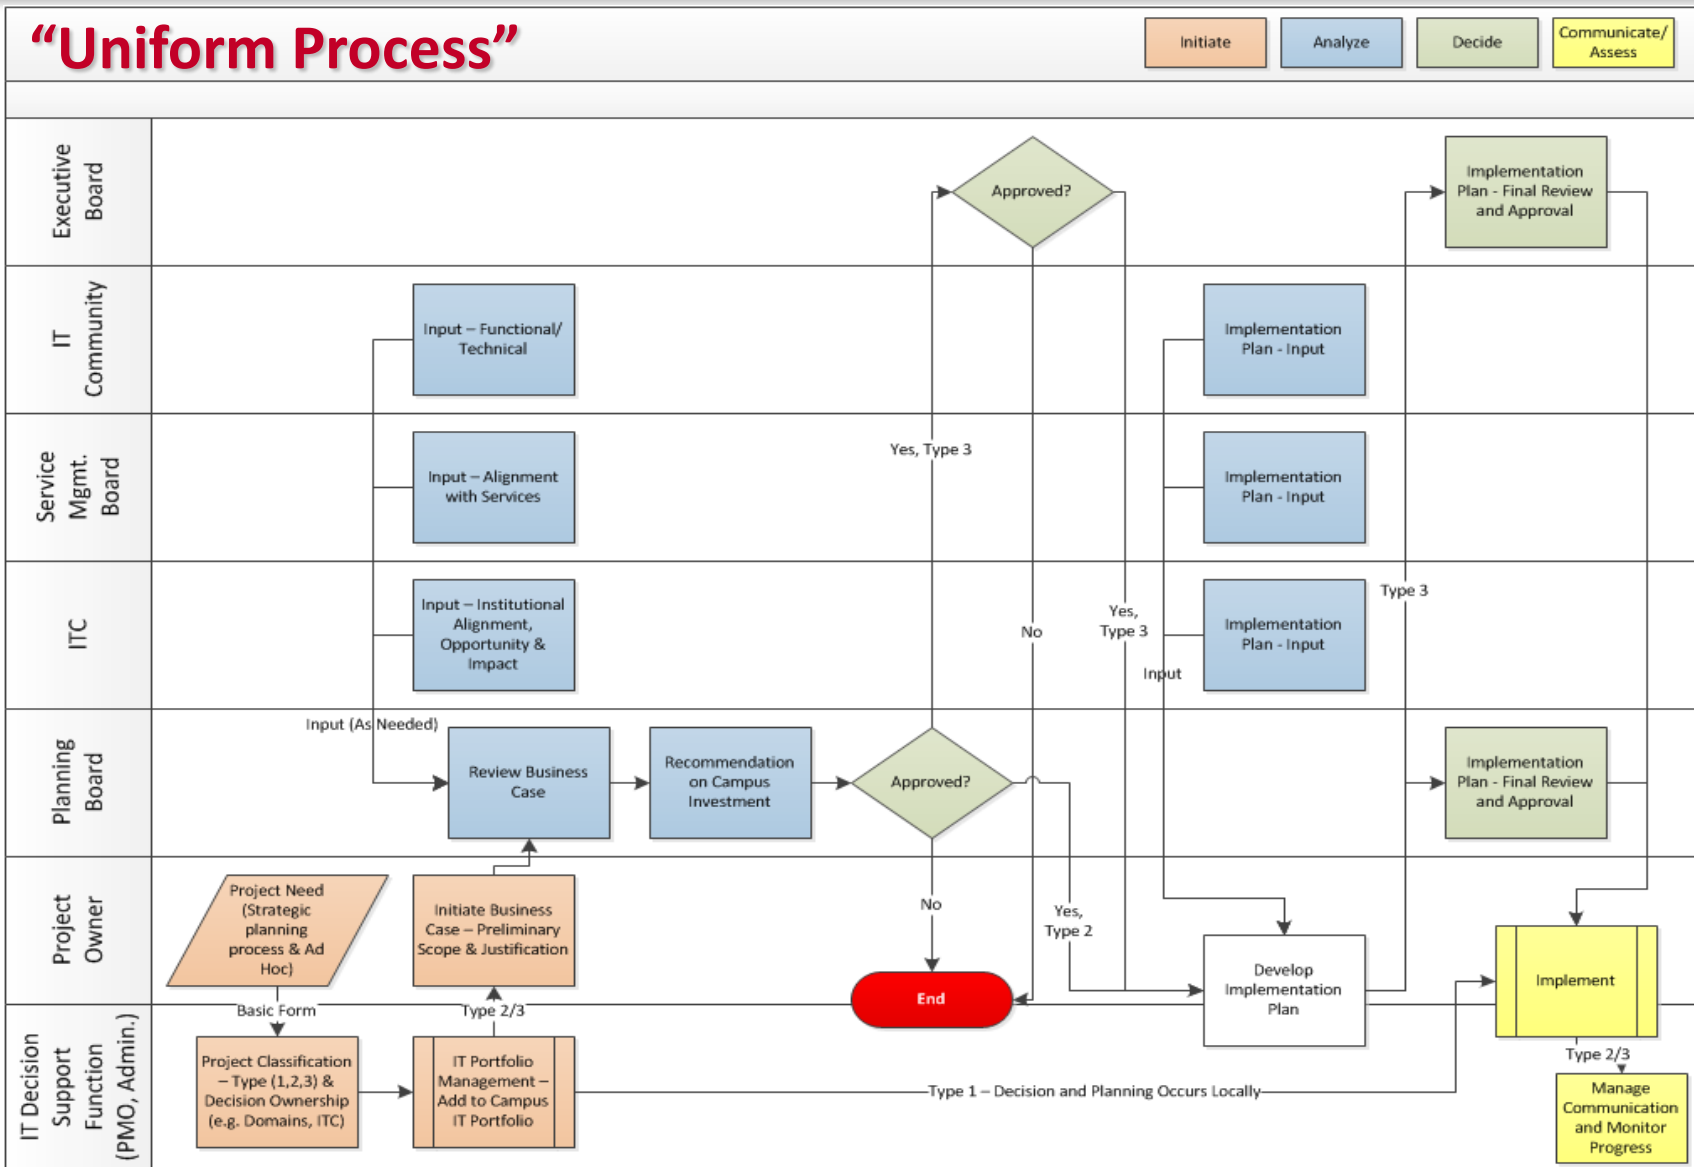 “Uniform Process”
Initiate
Analyze
Decide
Communicate/
Assess
Executive
Board
Approved?
Implementation
Plan - Final Review
and Approval
IT
Community
Input – Functional/
Technical
Implementation
Plan - Input
Service
Mgmt.
Board
Input – Alignment
with Services
Yes, Type 3
Implementation
Plan - Input
ITC
Input – Institutional
Alignment,
Opportunity &
Impact
No
Yes,
Type 3
Input
Implementation
Plan - Input
Type 3
Planning
Board
Input (As Needed)
Review Business
Case
Recommendation
on Campus
Investment
Approved?
Implementation
Plan - Final Review
and Approval
Project
Owner
Project Need
(Strategic
planning
process & Ad
Hoc)
Initiate Business
Case – Preliminary
Scope & Justification
No
Yes,
Type 2
End
Develop
Implementation
Plan
Implement
IT Decision
Support
Function
(PMO, Admin.)
Basic Form
Type 2/3
Project Classification
– Type (1,2,3) &
Decision Ownership
(e.g. Domains, ITC)
IT Portfolio
Management –
Add to Campus
IT Portfolio
Type 1 – Decision and Planning Occurs Locally
Type 2/3
Manage
Communication
and Monitor
Progress